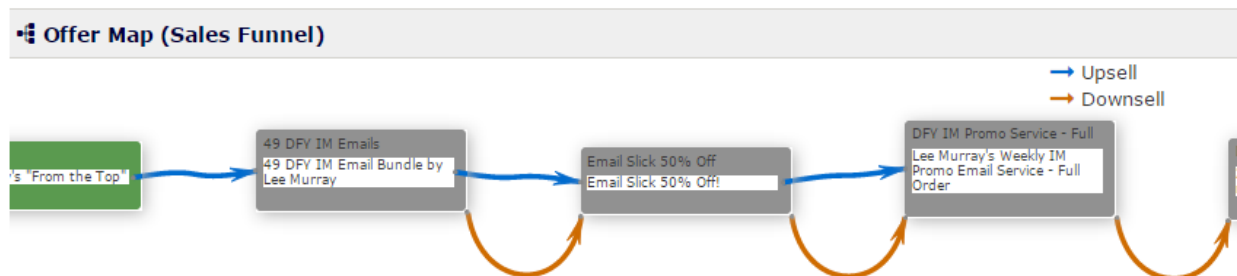 Offer Map (Sales Funnel)
Upsell
Downsell
's "From the Top"
49 DFY IM Emails
49 DFY IM Email Bundle by
Lee Murray
Email Slick 50% Off
Email Slick 50% Off!
DFY IM Promo Service - Full
Lee Murray's Weekly IM
Promo Email Service - Full
Order